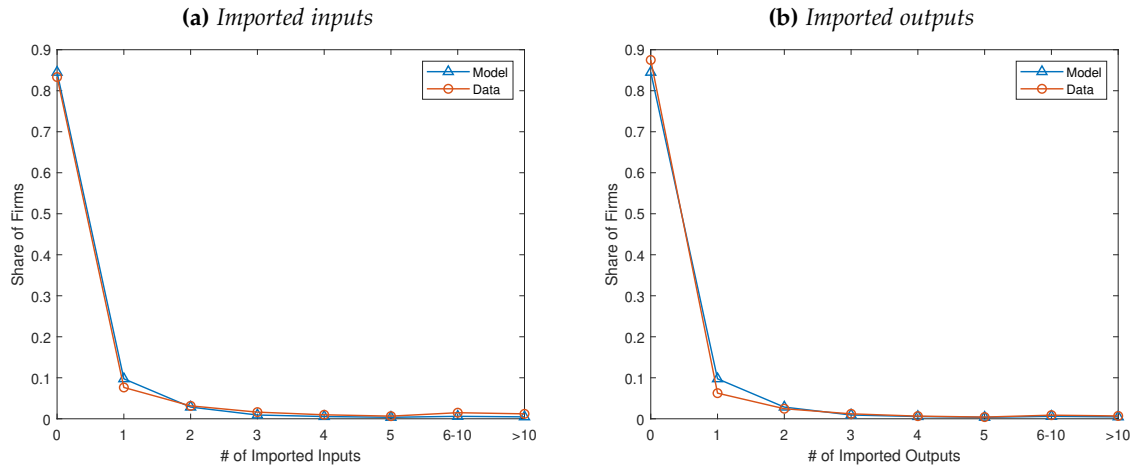 (a) Imported inputs
0.9
0.8
0.7
0.6
0.5
0.4
0.3
0.2
0.1
0
Share of Firms
Model
Data
0 1 2 3 4 5 6-10 >10
# of Imported Inputs
(b) Imported outputs
0.9
0.8
0.7
0.6
0.5
0.4
0.3
0.2
0.1
0
Share of Firms
Model
Data
0 1 2 3 4 5 6-10 >10
# of Imported Outputs